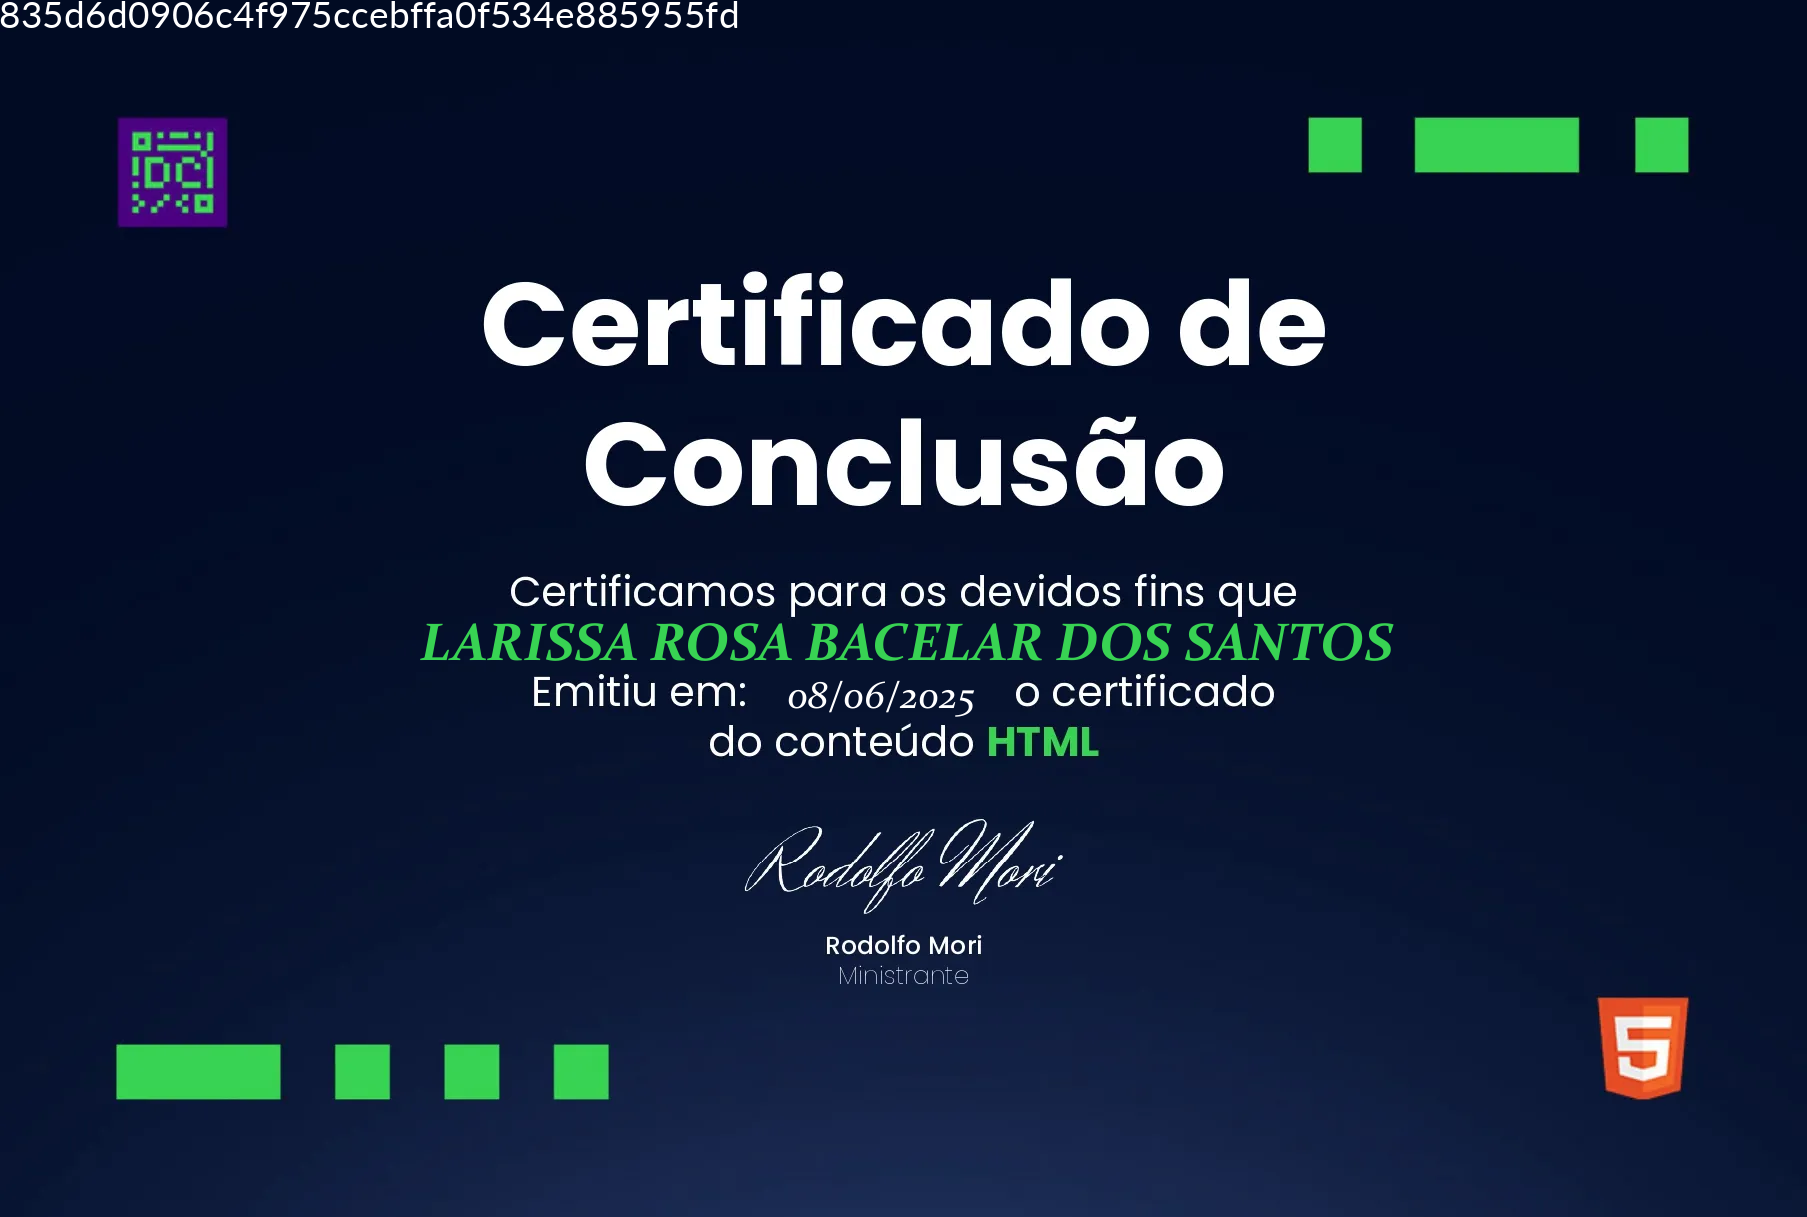 835d6d0906c4f975ccebffa0f534e885955fd
DC
Certificado de
Conclusão
Certificamos para os devidos fins que
LARISSA ROSA BACELAR DOS SANTOS
Emitiu em: 08/06/2025 o certificado
do conteúdo HTML
Rodolfo Mori
Rodolfo Mori
Ministrante
5